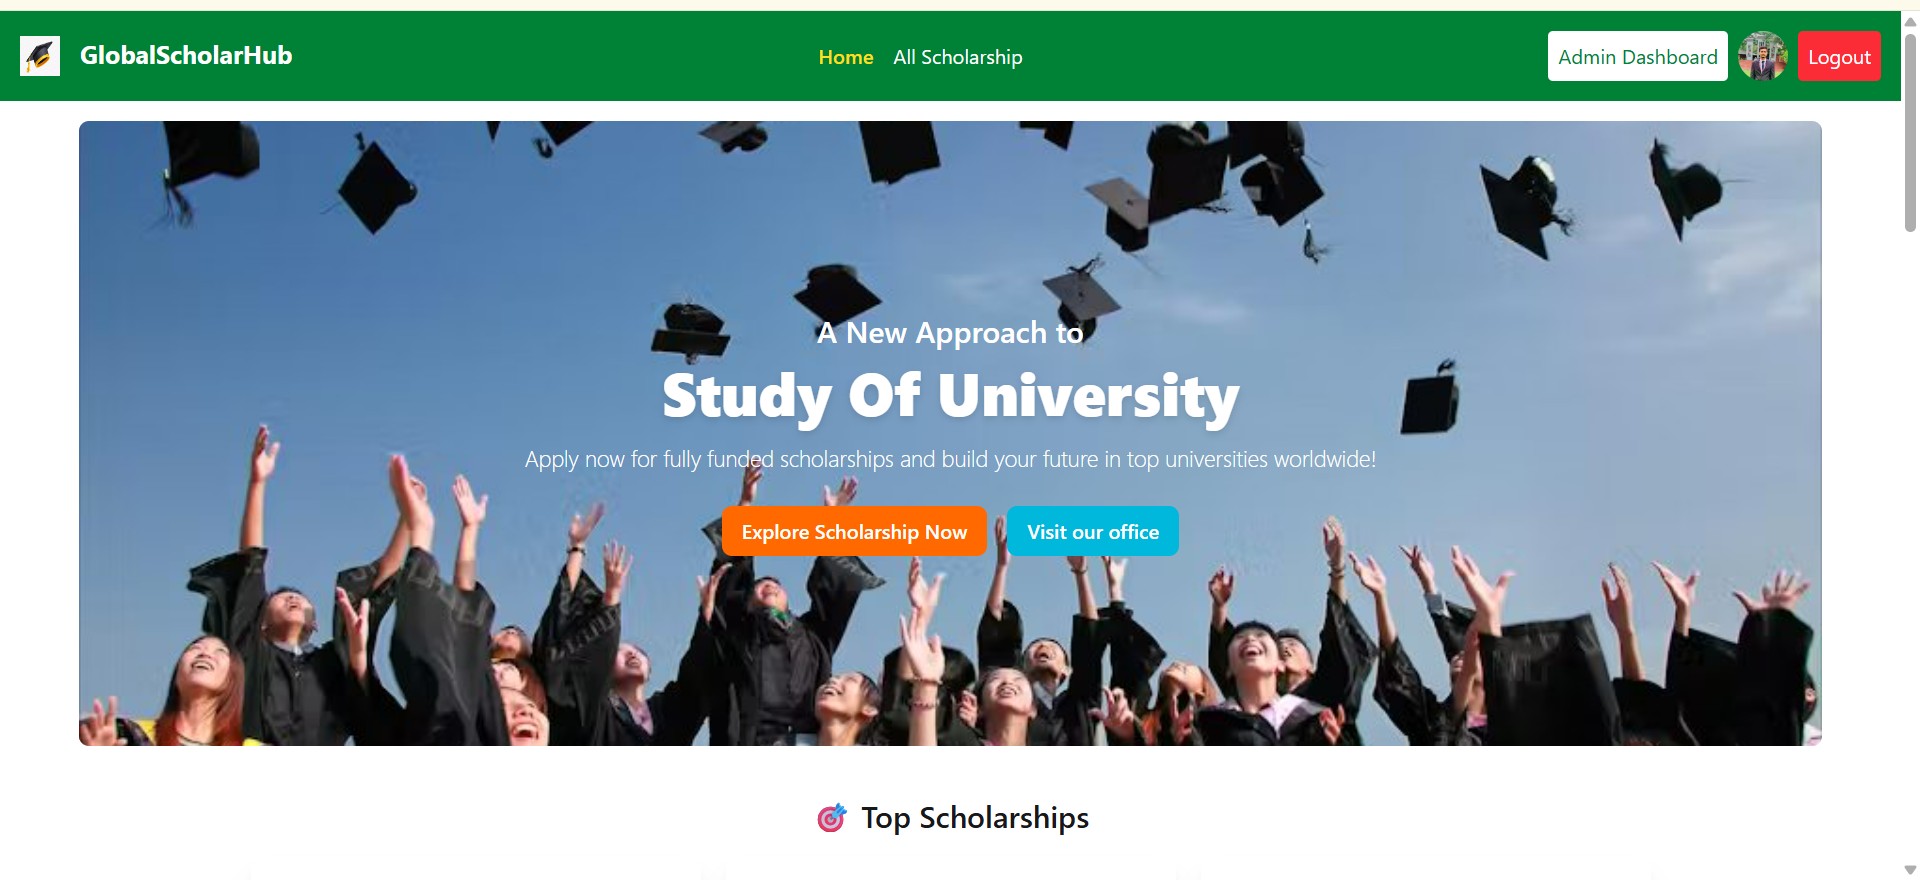 GlobalScholarHub
Home
All Scholarship
Admin Dashboard
Logout
A New Approach to
Study Of University
Apply now for fully funded scholarships and build your future in top universities worldwide!
Explore Scholarship Now
Visit our office
Top Scholarships